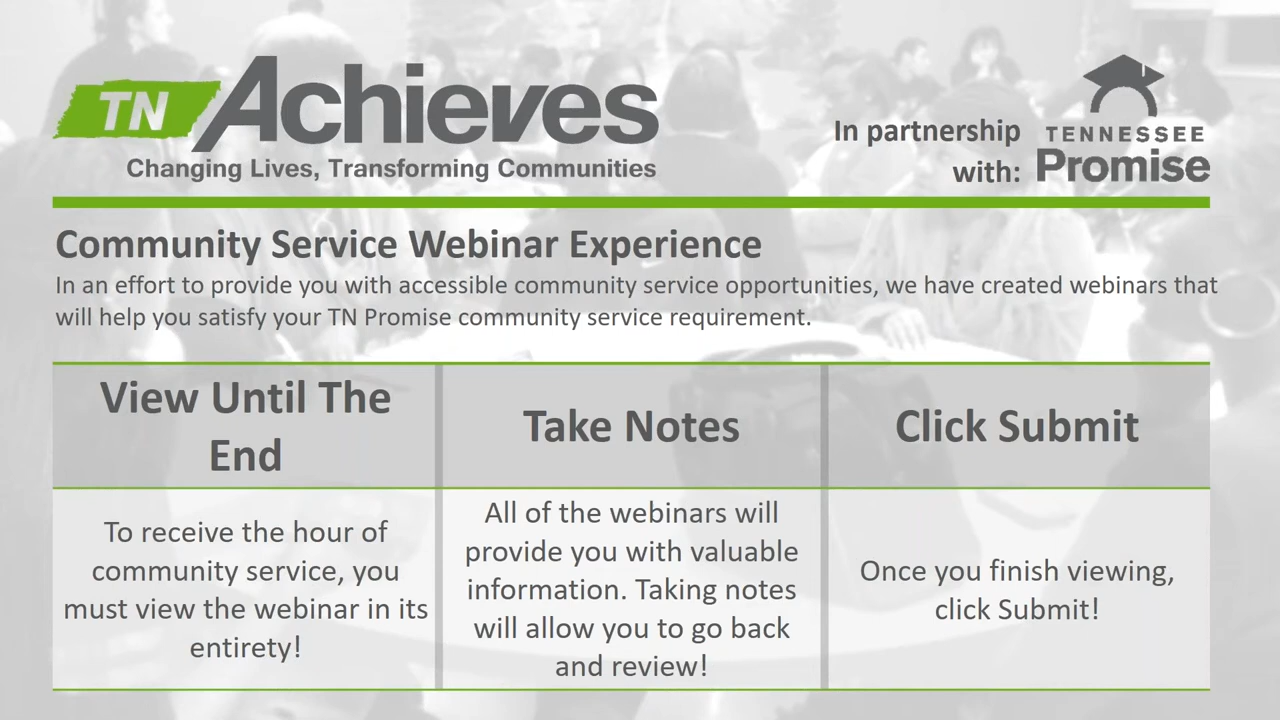 TN Achieves
Changing Lives, Transforming Communities
In partnership
with:
TENNESSEE
Promise
Community Service Webinar Experience
In an effort to provide you with accessible community service opportunities, we have created webinars that
will help you satisfy your TN Promise community service requirement.
View Until The
End
Take Notes
Click Submit
To receive the hour of
community service, you
must view the webinar in its
entirety!
All of the webinars will
provide you with valuable
information. Taking notes
will allow you to go back
and review!
Once you finish viewing,
click Submit!